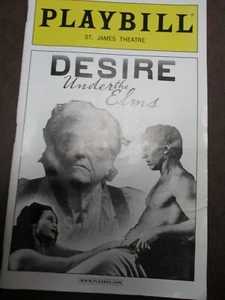 PLAYBILL
ST. JAMES THEATRE
DESIRE
Under the
Elms
WWW.PLAYBILL.COM